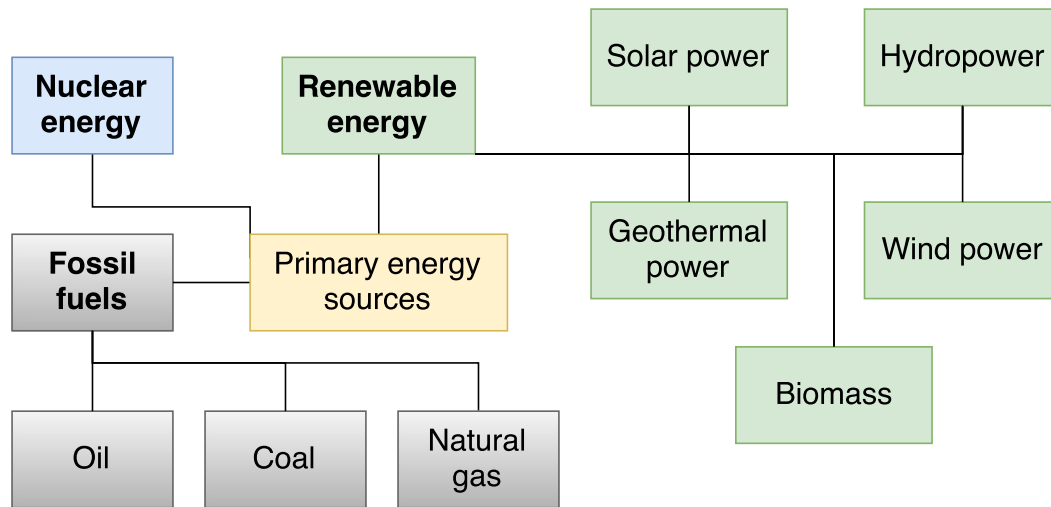 Solar power
Hydropower
Nuclear
energy
Renewable
energy
Geothermal
power
Wind power
Fossil
fuels
Primary energy
sources
Biomass
Oil
Coal
Natural
gas